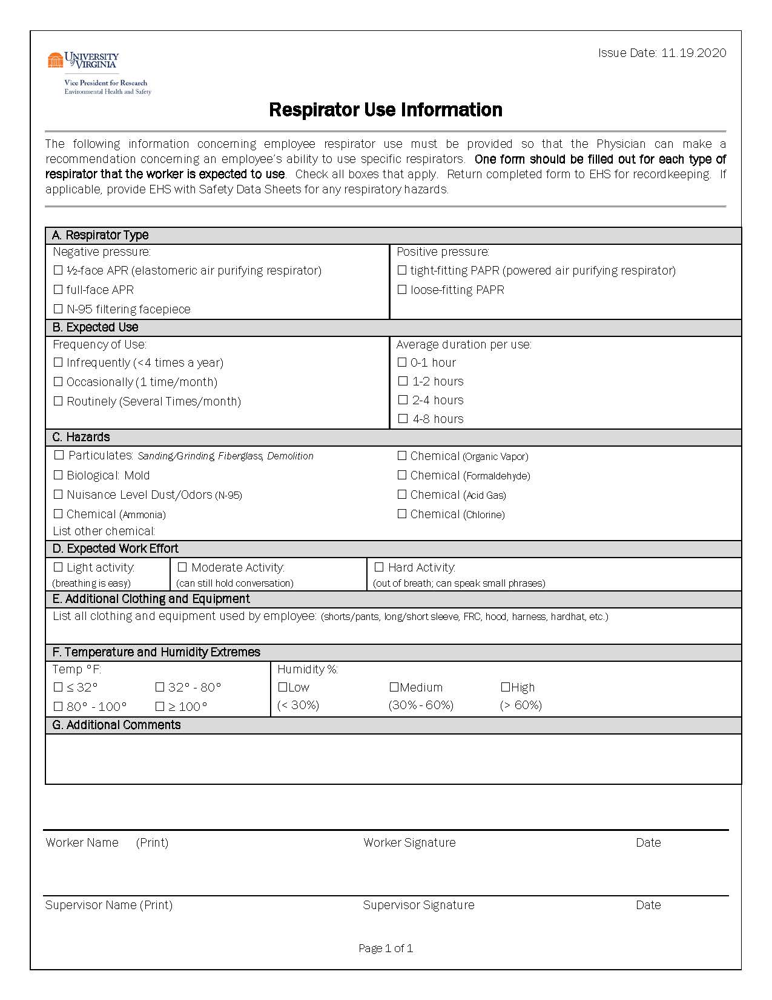 UNIVERSITY
of VIRGINIA
Issue Date: 11.19.2020
Vice President for Research
Environmental Health and Safety
Respirator Use Information
The following information concerning employee respirator use must be provided so that the Physician can make a
recommendation concerning an employee's ability to use specific respirators. One form should be filled out for each type of
respirator that the worker is expected to use. Check all boxes that apply. Return completed form to EHS for recordkeeping. If
applicable, provide EHS with Safety Data Sheets for any respiratory hazards.
A. Respirator Type
Negative pressure:
☐ ½-face APR (elastomeric air purifying respirator)
☐ full-face APR
☐ N-95 filtering facepiece
Positive pressure:
☐ tight-fitting PAPR (powered air purifying respirator)
☐ loose-fitting PAPR
B. Expected Use
Frequency of Use:
☐ Infrequently (<4 times a year)
☐ Occasionally (1 time/month)
☐ Routinely (Several Times/month)
Average duration per use:
☐ 0-1 hour
☐ 1-2 hours
☐ 2-4 hours
☐ 4-8 hours
C. Hazards
☐ Particulates: Sanding/Grinding, Fiberglass, Demolition
☐ Biological: Mold
☐ Nuisance Level Dust/Odors (N-95)
☐ Chemical (Ammonia)
☐ Chemical (Organic Vapor)
☐ Chemical (Formaldehyde)
☐ Chemical (Acid Gas)
☐ Chemical (Chlorine)
List other chemical:
D. Expected Work Effort
☐ Light activity:
(breathing is easy)
☐ Moderate Activity:
(can still hold conversation)
☐ Hard Activity:
(out of breath; can speak small phrases)
E. Additional Clothing and Equipment
List all clothing and equipment used by employee: (shorts/pants, long/short sleeve, FRC, hood, harness, hardhat, etc.)
F. Temperature and Humidity Extremes
Temp °F:
☐ ≤ 32° ☐ 32° - 80°
☐ 80° - 100° ☐ ≥ 100°
Humidity %:
☐Low ☐Medium ☐High
(< 30%) (30% - 60%) (> 60%)
G. Additional Comments
Worker Name (Print) Worker Signature Date
Supervisor Name (Print) Supervisor Signature Date
Page 1 of 1